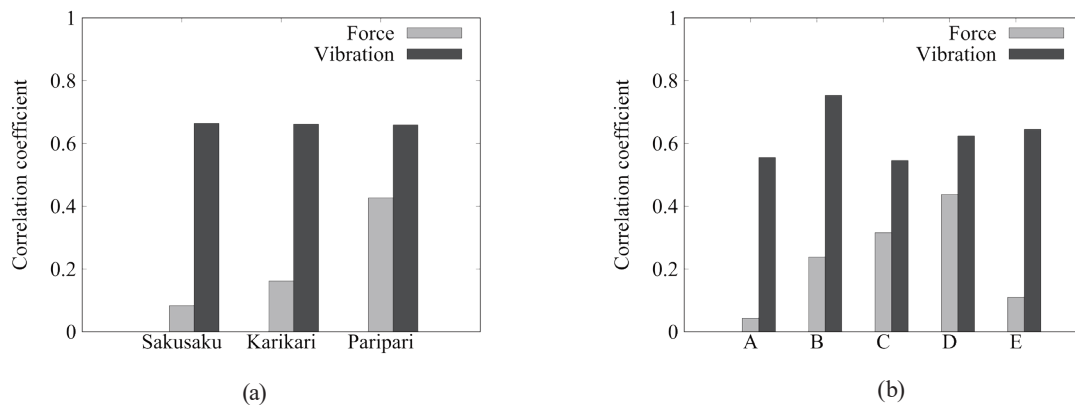 Correlation coefficient
1
0.8
0.6
0.4
0.2
0
Force
Vibration
Sakusaku Karikari Paripari
(a)
Correlation coefficient
1
0.8
0.6
0.4
0.2
0
Force
Vibration
A B C D E
(b)